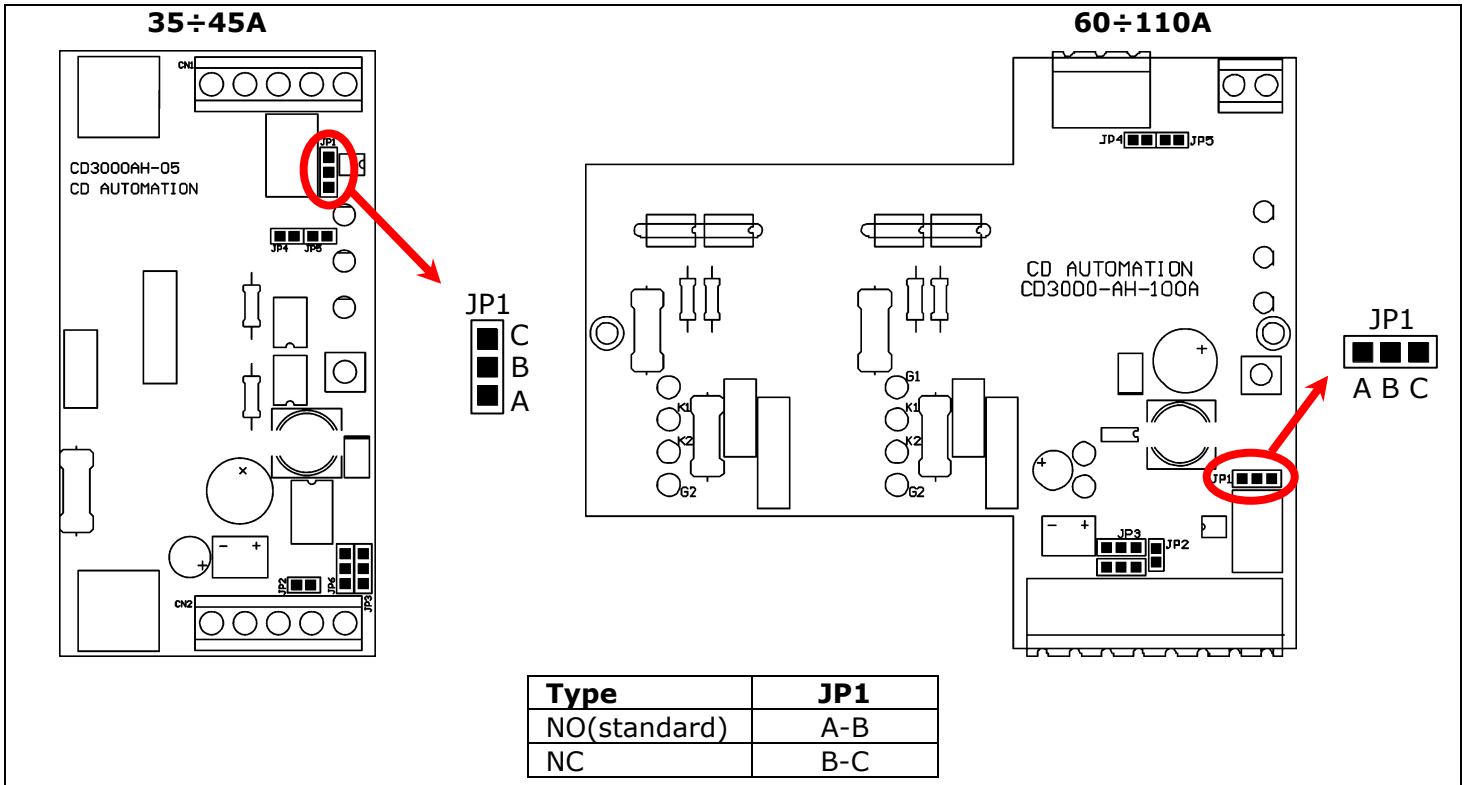 35÷45A
60÷110A
CN1
JP1
CD3000AH-05
CD AUTOMATION
JP4
JP5
JP1
C
B
A
+
- +
+
JP2
JP6
JP3
CN2
JP4
JP5
CD AUTOMATION
CD3000-AH-100A
K1
K2
G2
G1
K1
K2
G2
+
+
JP1
A B C
JP1
- +
JP3
JP2
Type JP1
NO(standard) A-B
NC B-C